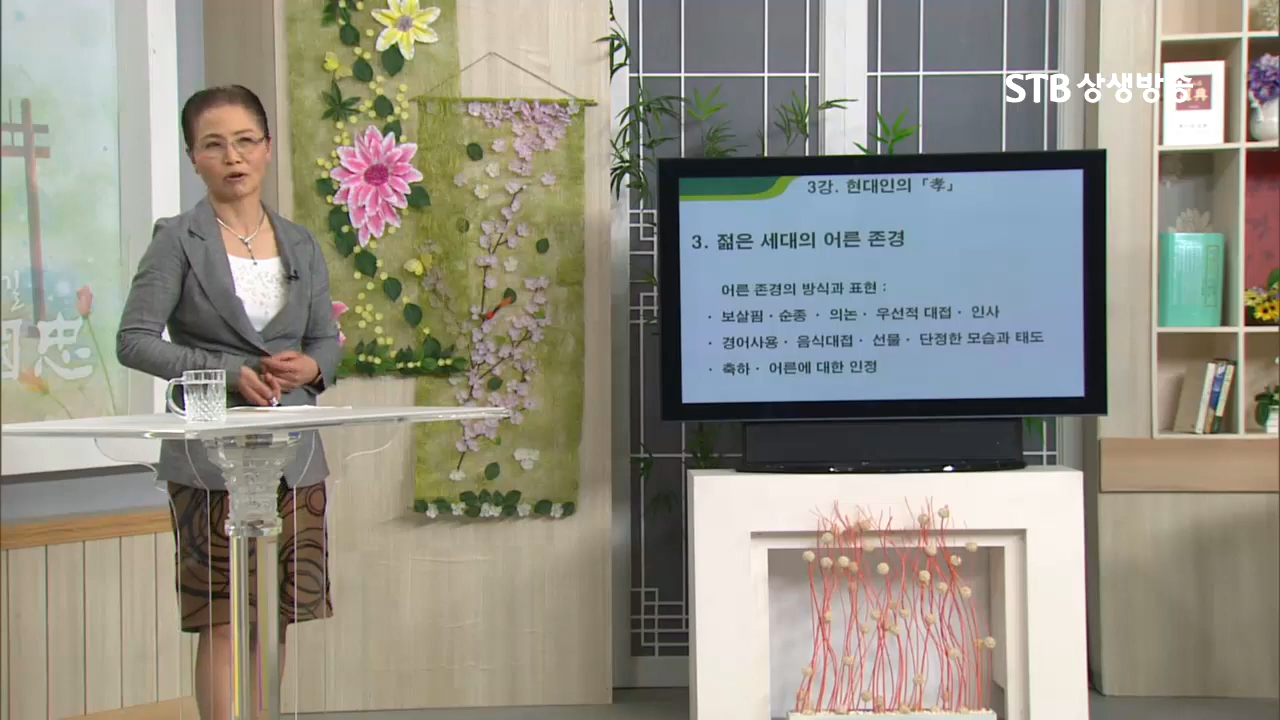 STB 상생방송
3강. 현대인의 「孝」
3. 젊은 세대의 어른 존경
어른 존경의 방식과 표현 :
· 보살핌 · 순종 · 의논 · 우선적 대접 · 인사
· 경어사용 · 음식대접 · 선물 · 단정한 모습과 태도
· 축하 · 어른에 대한 인정
길
忠